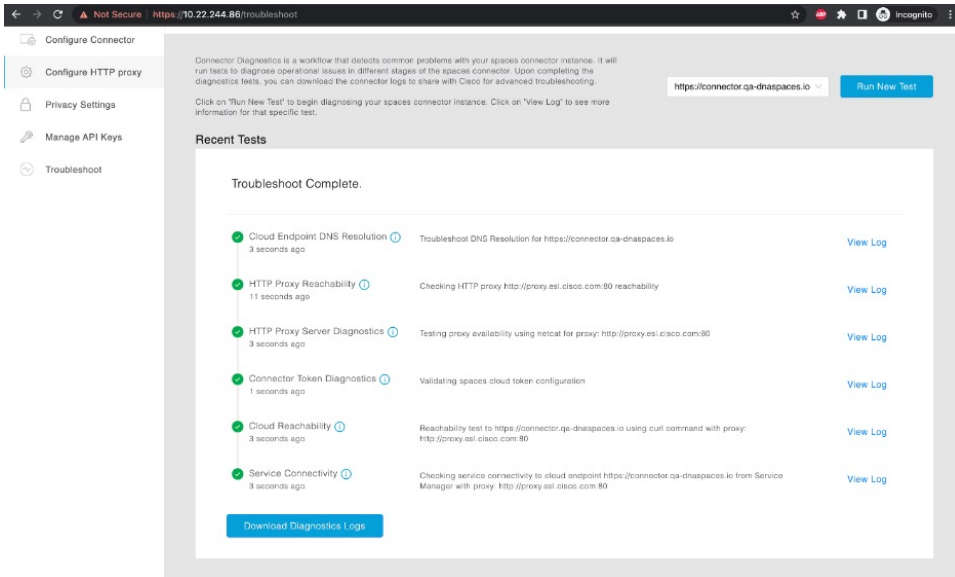 Not Secure https://10.22.244.86/troubleshoot
ABP
Incognito
Configure Connector
Configure HTTP proxy
Privacy Settings
Manage API Keys
Troubleshoot
Connector Diagnostics is a workflow that detects common problems with your spaces connector instance. It will
run tests to diagnose operational issues in different stages of the spaces connector. Upon completing the
diagnostics tests, you can download the connector logs to share with Cisco for advanced troubleshooting.
Click on "Run New Test" to begin diagnosing your spaces connector instance. Click on "View Log" to see more
information for that specific test.
https://connector.qa-dnaspaces.io
Run New Test
Recent Tests
Troubleshoot Complete.
Cloud Endpoint DNS Resolution
3 seconds ago
Troubleshoot DNS Resolution for https://connector.qa-dnaspaces.io
View Log
HTTP Proxy Reachability
11 seconds ago
Checking HTTP proxy http://proxy.esl.cisco.com:80 reachability
View Log
HTTP Proxy Server Diagnostics
3 seconds ago
Testing proxy availability using netcat for proxy: http://proxy.esl.cisco.com:80
View Log
Connector Token Diagnostics
1 seconds ago
Validating spaces cloud token configuration
View Log
Cloud Reachability
3 seconds ago
Reachability test to https://connector.qa-dnaspaces.io using curl command with proxy:
http://proxy.esl.cisco.com:80
View Log
Service Connectivity
3 seconds ago
Checking service connectivity to cloud endpoint https://connector.qa-dnaspaces.io from Service
Manager with proxy: http://proxy.esl.cisco.com:80
View Log
Download Diagnostics Logs